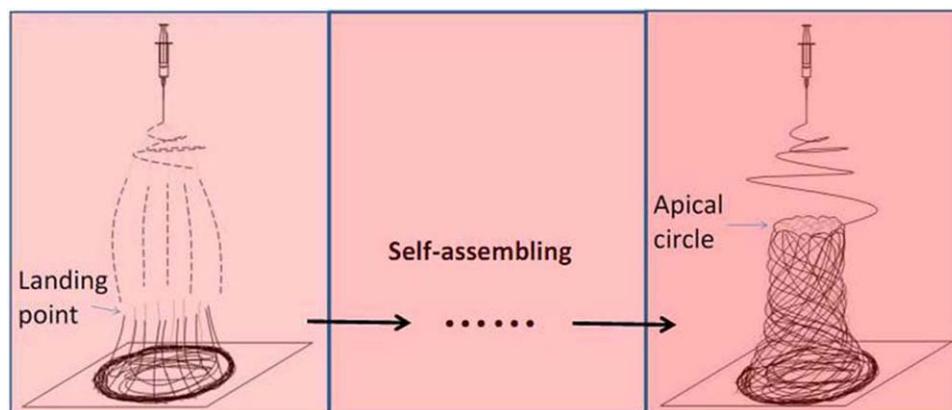 Landing
point
Self-assembling
......
Apical
circle